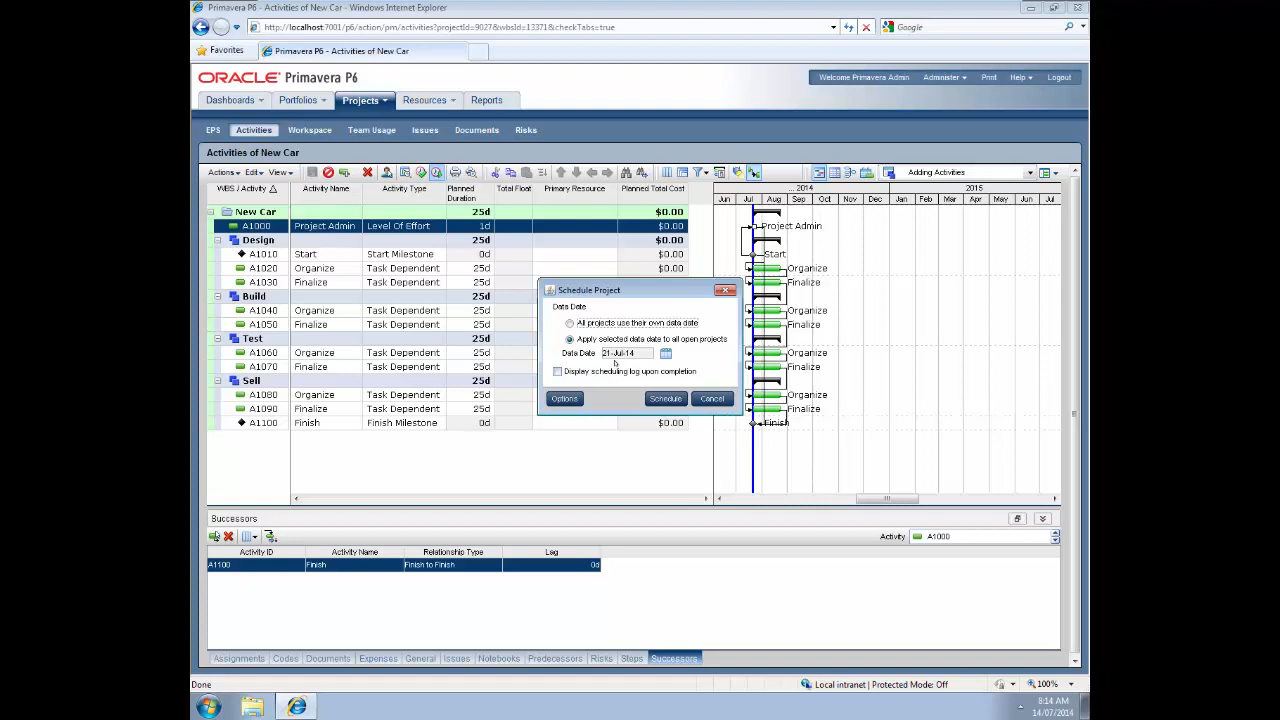 Primavera P6 - Activities of New Car - Windows Internet Explorer
http://localhost:7001/p6/action/pm/activities?projectId=9027&wbsId=13371&checkTabs=true
Google
Favorites
Primavera P6 - Activities of New Car
ORACLE Primavera P6
Welcome Primavera Admin Administer Print Help Logout
Dashboards Portfolios Projects Resources Reports
EPS Activities Workspace Team Usage Issues Documents Risks
Activities of New Car
Actions Edit View Adding Activities
WBS / Activity Activity Name Activity Type Planned Duration Total Float Primary Resource Planned Total Cost
... 2014 2015
Jun Jul Aug Sep Oct Nov Dec Jan Feb Mar Apr May Jun Jul
New Car 25d $0.00
A1000 Project Admin Level Of Effort 1d $0.00 Project Admin
Design 25d $0.00
A1010 Start Start Milestone 0d $0.00 Start
A1020 Organize Task Dependent 25d $0.00 Organize
A1030 Finalize Task Dependent 25d Finalize
Build 25d
A1040 Organize Task Dependent 25d Organize
A1050 Finalize Task Dependent 25d Finalize
Test 25d
A1060 Organize Task Dependent 25d Organize
A1070 Finalize Task Dependent 25d Finalize
Sell 25d
A1080 Organize Task Dependent 25d Organize
A1090 Finalize Task Dependent 25d Finalize
A1100 Finish Finish Milestone 0d $0.00 Finish
Schedule Project
Data Date
All projects use their own data date
Apply selected data date to all open projects
Data Date 21-Jul-14
Display scheduling log upon completion
Options Schedule Cancel
Successors
Activity A1000
Activity ID Activity Name Relationship Type Lag
A1100 Finish Finish to Finish 0d
Assignments Codes Documents Expenses General Issues Notebooks Predecessors Risks Steps Successors
Done Local intranet | Protected Mode: Off 100%
8:14 AM
14/07/2014